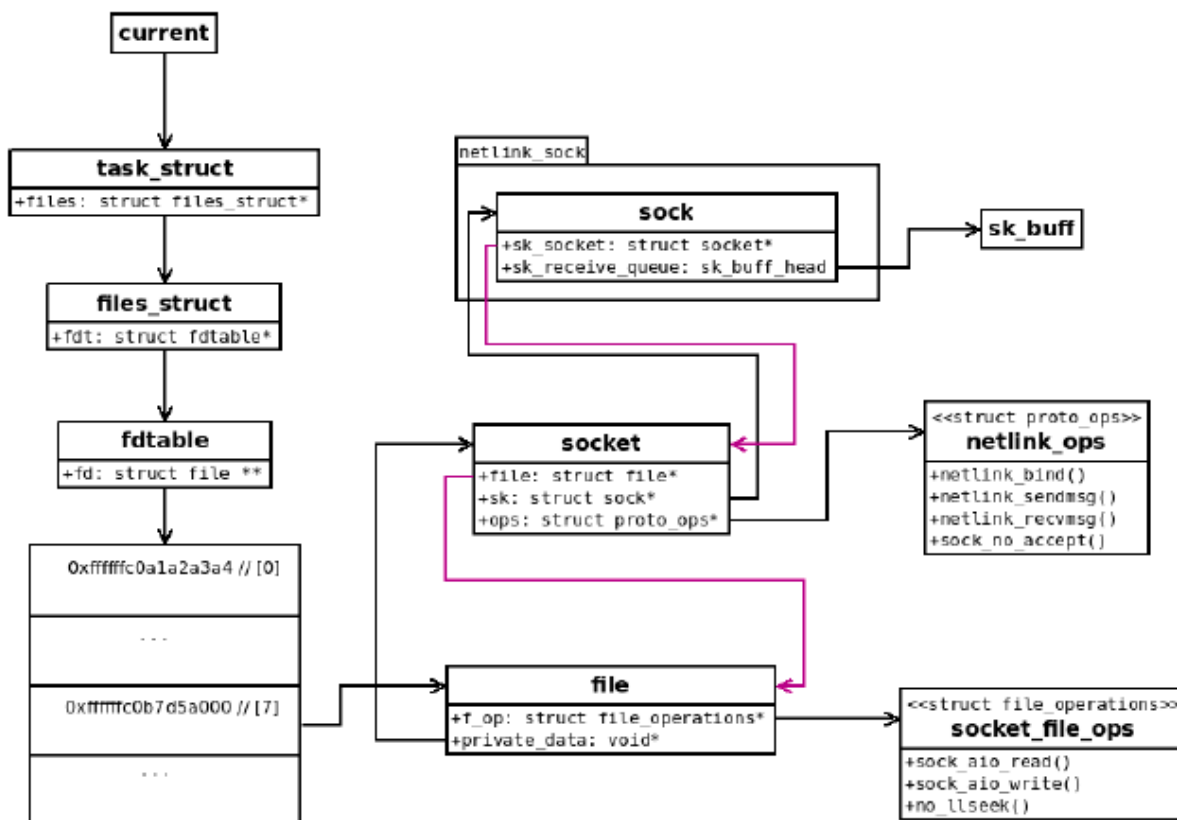 current
task_struct
+files: struct files_struct*
files_struct
+fdt: struct fdtable*
fdtable
+fd: struct file **
0xffffffc0a1a2a3a4 // [0]
...
0xffffffc0b7d5a000 // [7]
...
netlink_sock
sock
+sk_socket: struct socket*
+sk_receive_queue: sk_buff_head
sk_buff
socket
+file: struct file*
+sk: struct sock*
+ops: struct proto_ops*
<<struct proto_ops>>
netlink_ops
+netlink_bind()
+netlink_sendmsg()
+netlink_recvmsg()
+sock_no_accept()
file
+f_op: struct file_operations*
+private_data: void*
<<struct file_operations>>
socket_file_ops
+sock_aio_read()
+sock_aio_write()
+no_llseek()